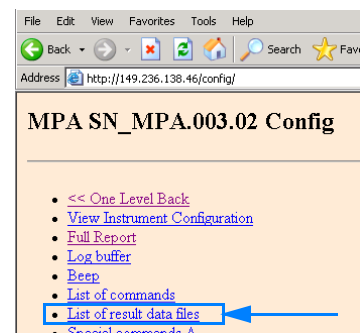 File Edit View Favorites Tools Help
Back Search Fav
Address http://149.236.138.46/config/
MPA SN_MPA.003.02 Config
<< One Level Back
View Instrument Configuration
Full Report
Log buffer
Beep
List of commands
List of result data files
Special commands A